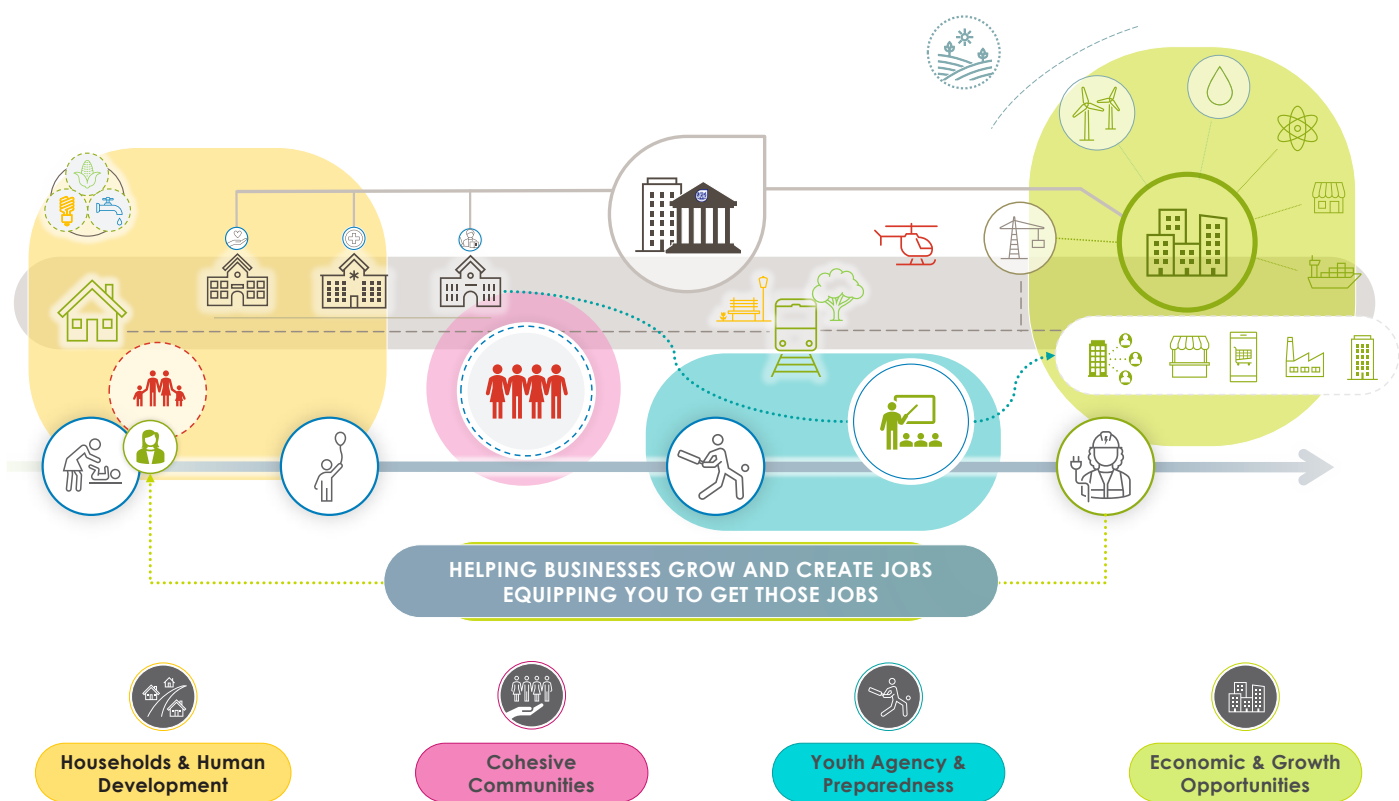 HELPING BUSINESSES GROW AND CREATE JOBS
EQUIPPING YOU TO GET THOSE JOBS
Households & Human
Development
Cohesive
Communities
Youth Agency &
Preparedness
Economic & Growth
Opportunities